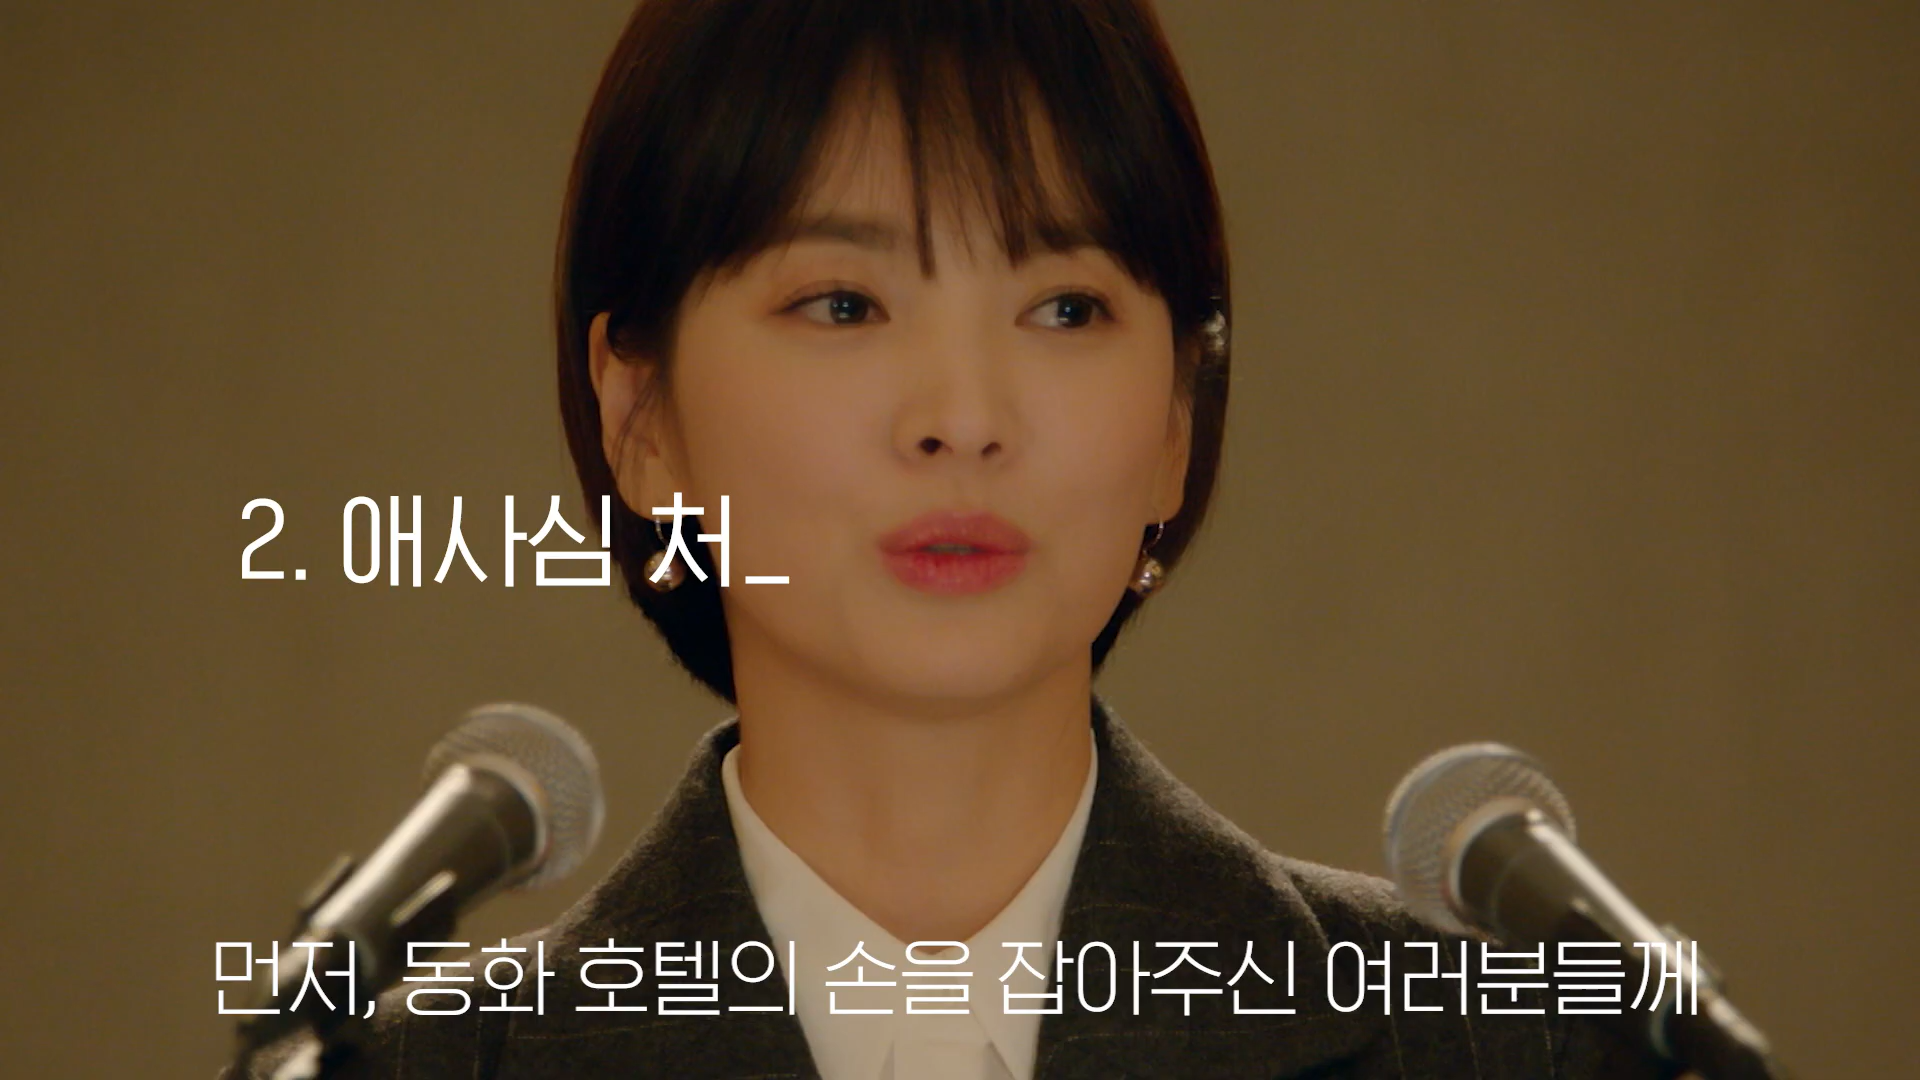 2. 애사심 처_
먼저, 동화 호텔의 손을 잡아주신 여러분들께